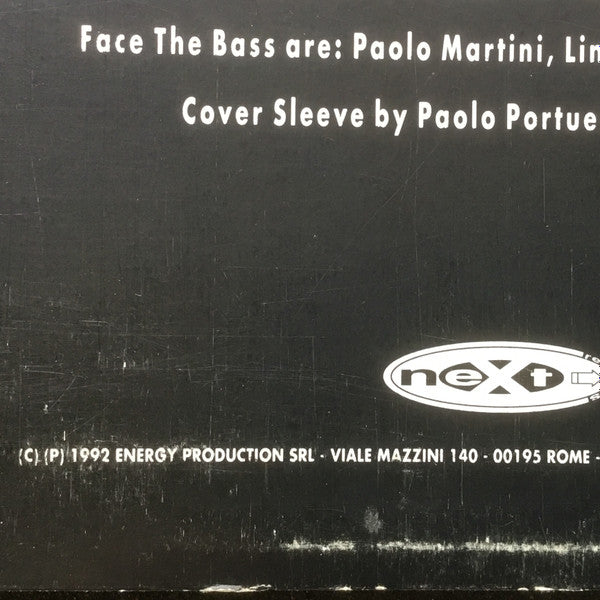 Face The Bass are: Paolo Martini, Lin
Cover Sleeve by Paolo Portue
next
(C) (P) 1992 ENERGY PRODUCTION SRL - VIALE MAZZINI 140 - 00195 ROME -